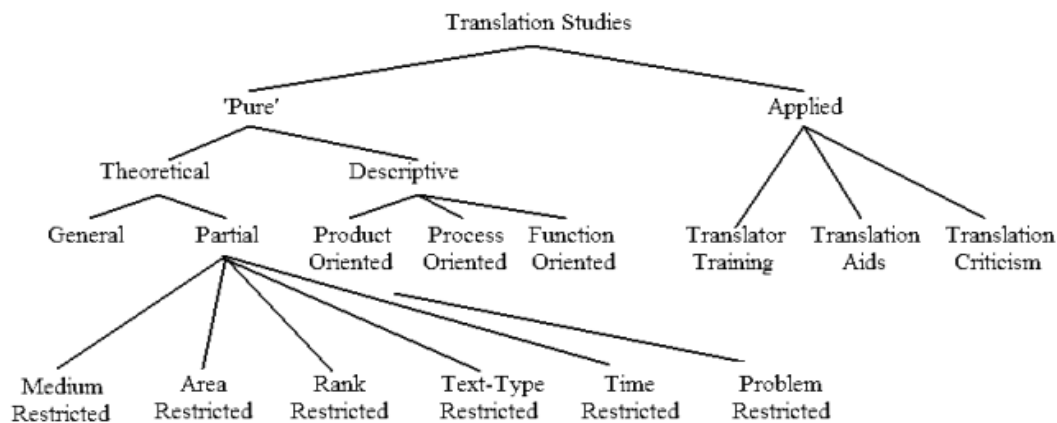 Translation Studies
'Pure' Applied
Theoretical Descriptive
General Partial Product Oriented Process Oriented Function Oriented Translator Training Translation Aids Translation Criticism
Medium Restricted Area Restricted Rank Restricted Text-Type Restricted Time Restricted Problem Restricted